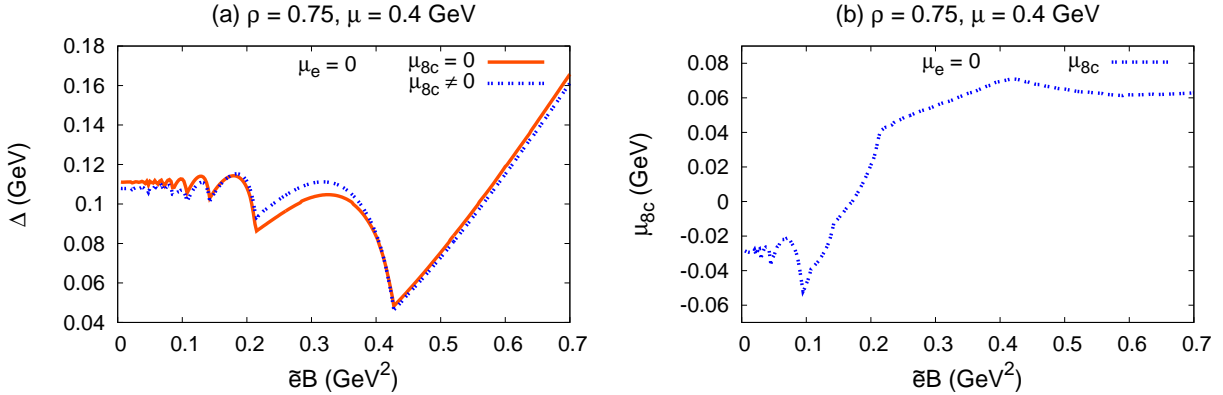 (a) ρ = 0.75, μ = 0.4 GeV
Δ (GeV)
0.18
0.16
0.14
0.12
0.1
0.08
0.06
0.04
μe = 0
μ8c = 0
μ8c ≠ 0
0 0.1 0.2 0.3 0.4 0.5 0.6 0.7
ẽB (GeV²)
(b) ρ = 0.75, μ = 0.4 GeV
μ8c (GeV)
0.08
0.06
0.04
0.02
0
-0.02
-0.04
-0.06
μe = 0
μ8c
0 0.1 0.2 0.3 0.4 0.5 0.6 0.7
ẽB (GeV²)